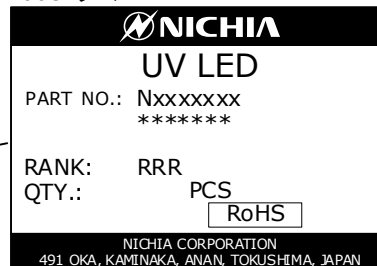 NICHIA
UV LED
PART NO.: Nxxxxxxx
*******
RANK: RRR
QTY.: PCS
RoHS
NICHIA CORPORATION
491 OKA, KAMINAKA, ANAN, TOKUSHIMA, JAPAN